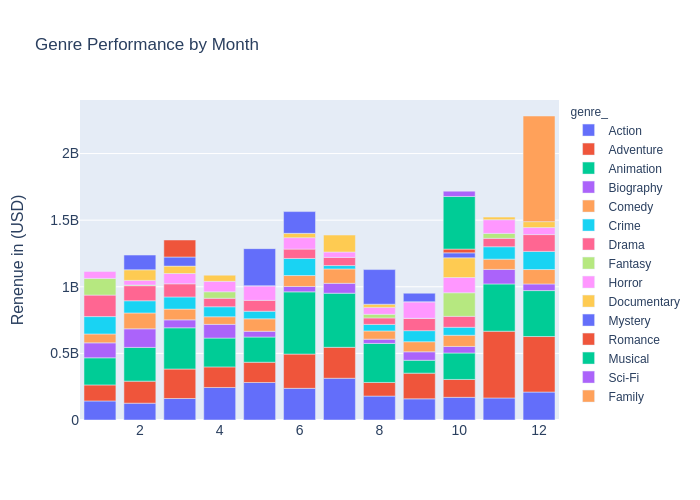 Genre Performance by Month
Renenue in (USD)
2B
1.5B
1B
0.5B
0
2
4
6
8
10
12
genre_
Action
Adventure
Animation
Biography
Comedy
Crime
Drama
Fantasy
Horror
Documentary
Mystery
Romance
Musical
Sci-Fi
Family